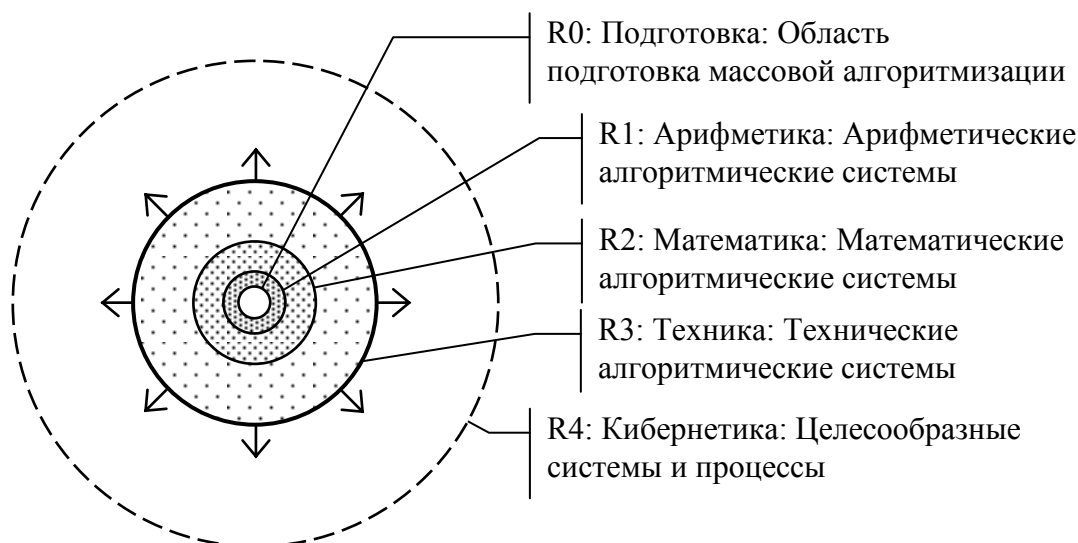 R0: Подготовка: Область
подготовка массовой алгоритмизации
R1: Арифметика: Арифметические
алгоритмические системы
R2: Математика: Математические
алгоритмические системы
R3: Техника: Технические
алгоритмические системы
R4: Кибернетика: Целесообразные
системы и процессы